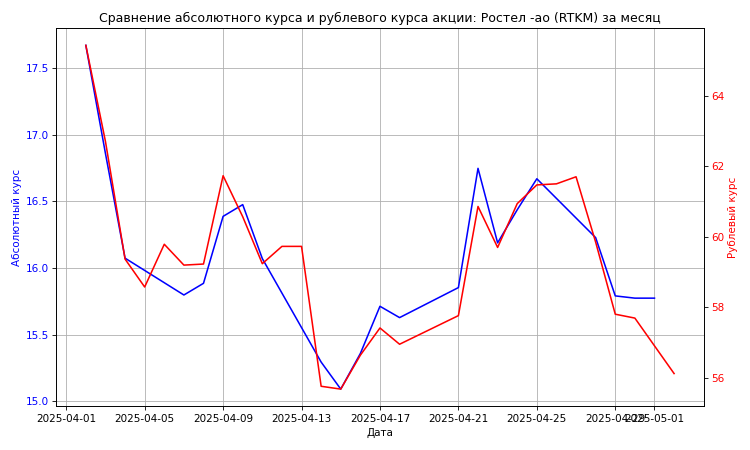 Сравнение абсолютного курса и рублевого курса акции: Ростел -ао (RTKM) за месяц
Абсолютный курс
17.5
17.0
16.5
16.0
15.5
15.0
64
62
60
58
56
Рублевый курс
2025-04-01 2025-04-05 2025-04-09 2025-04-13 2025-04-17 2025-04-21 2025-04-25 2025-04-29 2025-05-01
Дата